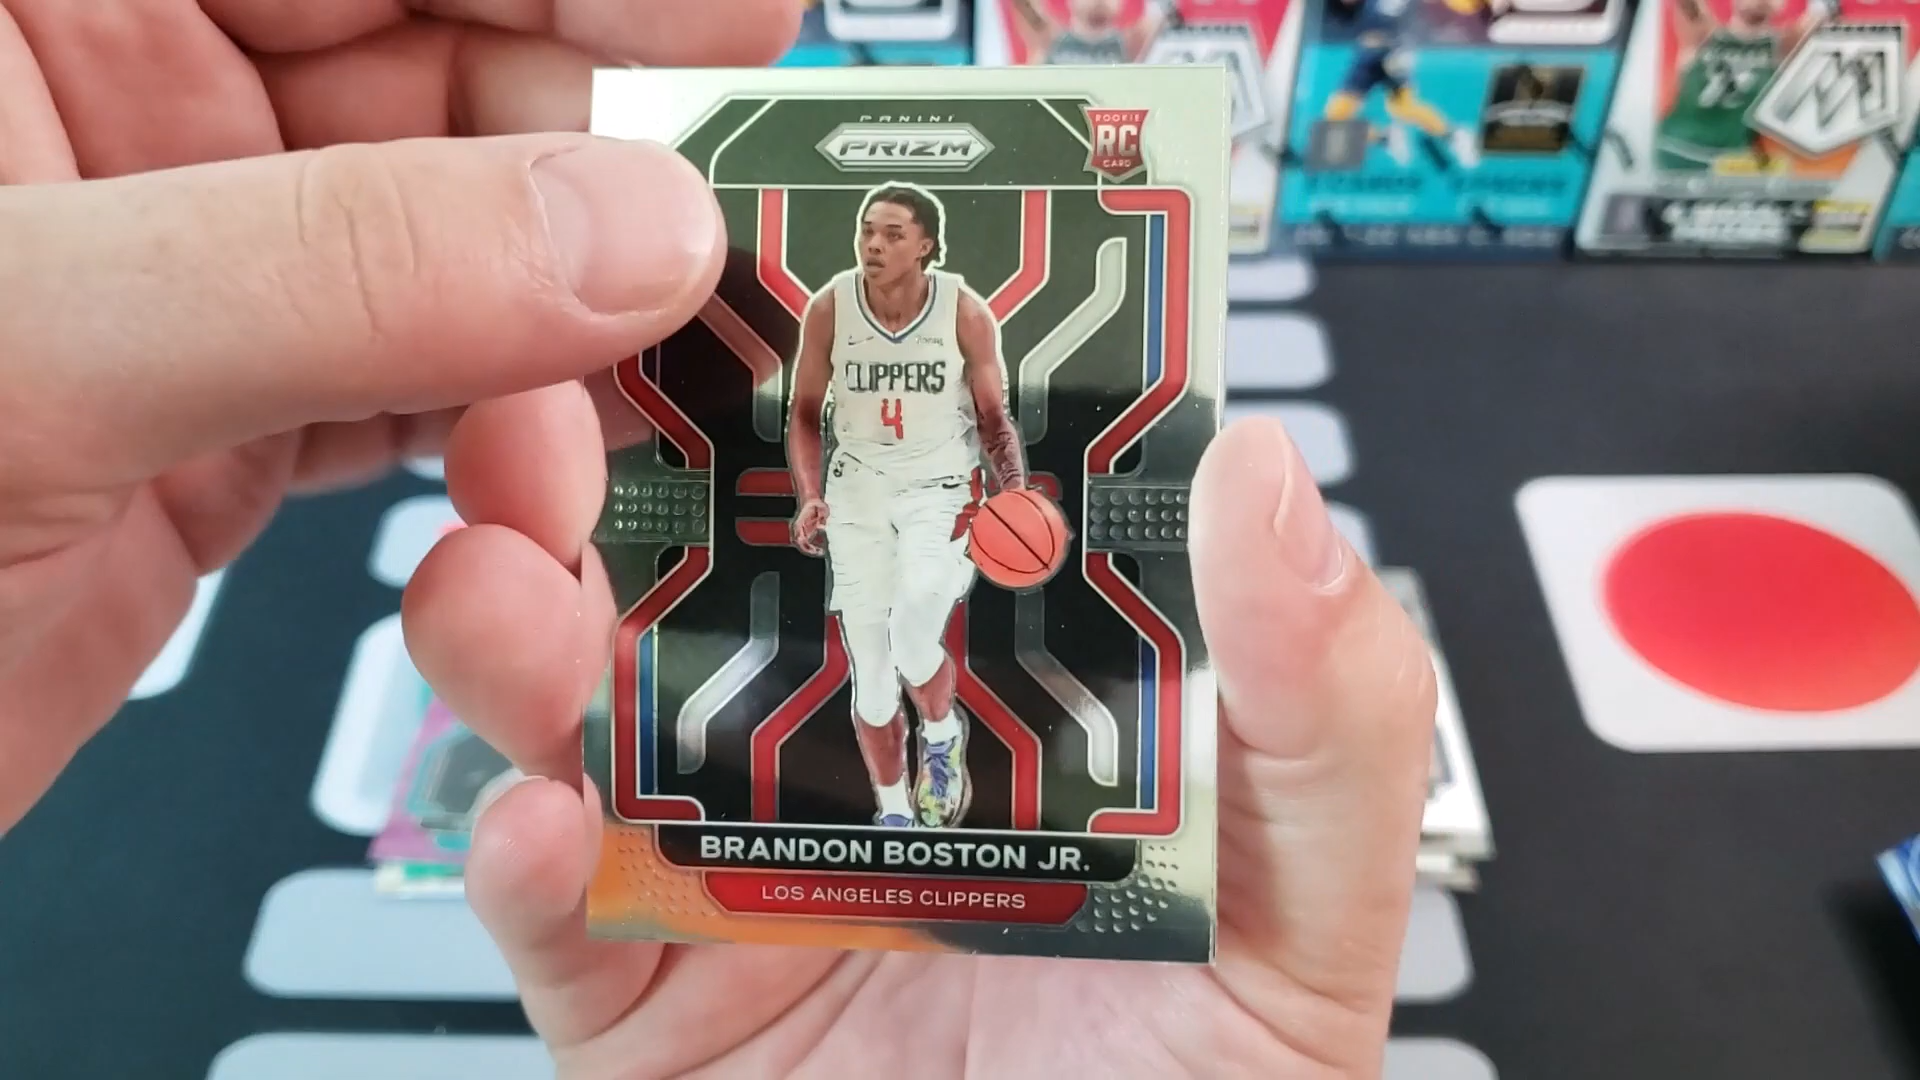 PANINI
PRIZM
ROOKIE
RC
CARD
CLIPPERS
4
BRANDON BOSTON JR.
LOS ANGELES CLIPPERS